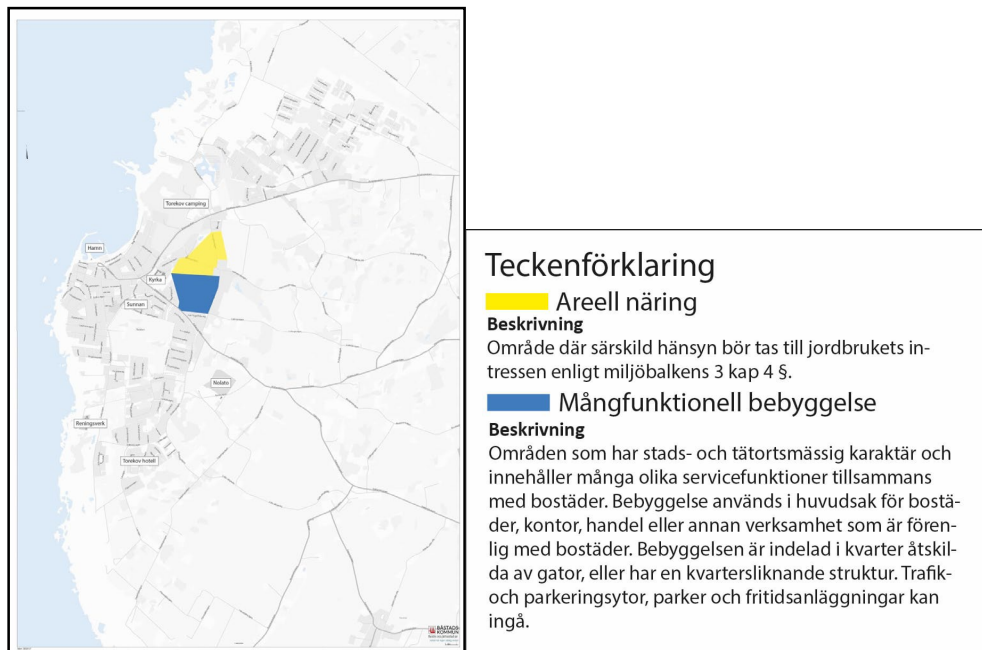 Torekov camping
Hamn
Kyrka
Sunnan
Nolato
Reningsverk
Torekov hotell
BÅSTADS
KOMMUN
Teckenförklaring
Areell näring
Beskrivning
Område där särskild hänsyn bör tas till jordbrukets in-
tressen enligt miljöbalkens 3 kap 4 §.
Mångfunktionell bebyggelse
Beskrivning
Områden som har stads- och tätortsmässig karaktär och
innehåller många olika servicefunktioner tillsammans
med bostäder. Bebyggelse används i huvudsak för bostä-
der, kontor, handel eller annan verksamhet som är fören-
lig med bostäder. Bebyggelsen är indelad i kvarter åtskil-
da av gator, eller har en kvartersliknande struktur. Trafik-
och parkeringsytor, parker och fritidsanläggningar kan
ingå.